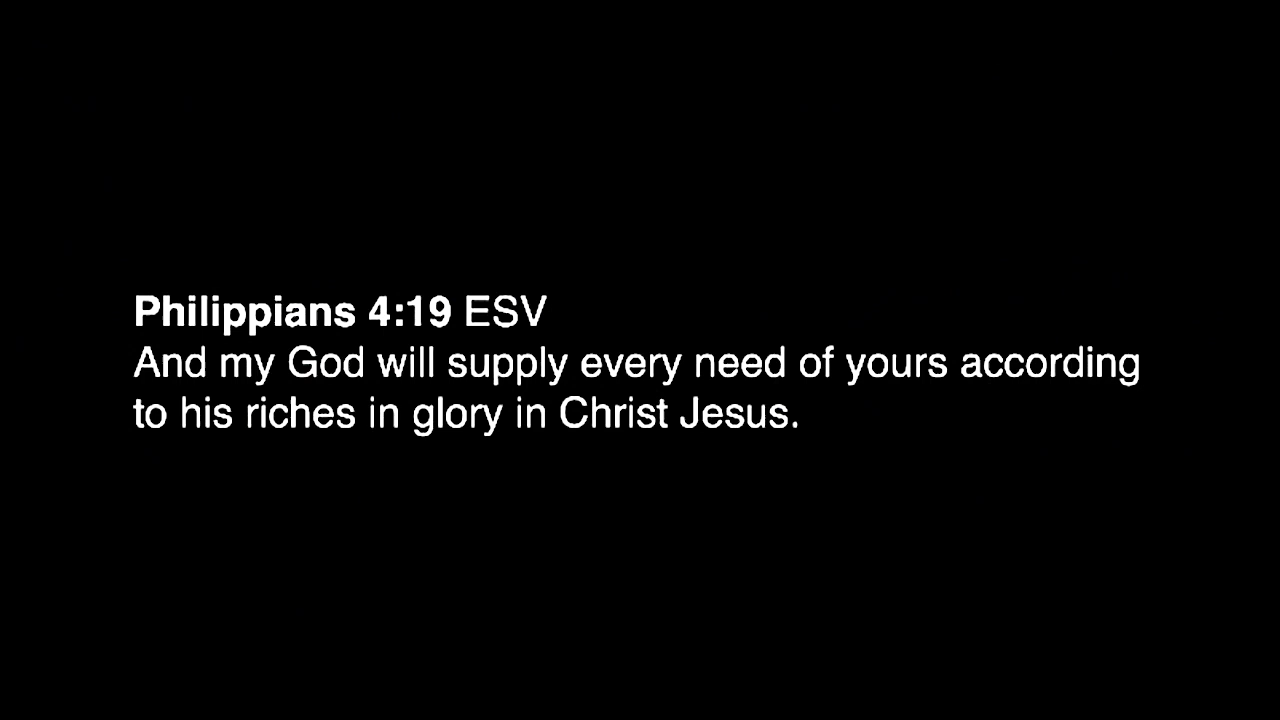 Philippians 4:19 ESV
And my God will supply every need of yours according
to his riches in glory in Christ Jesus.